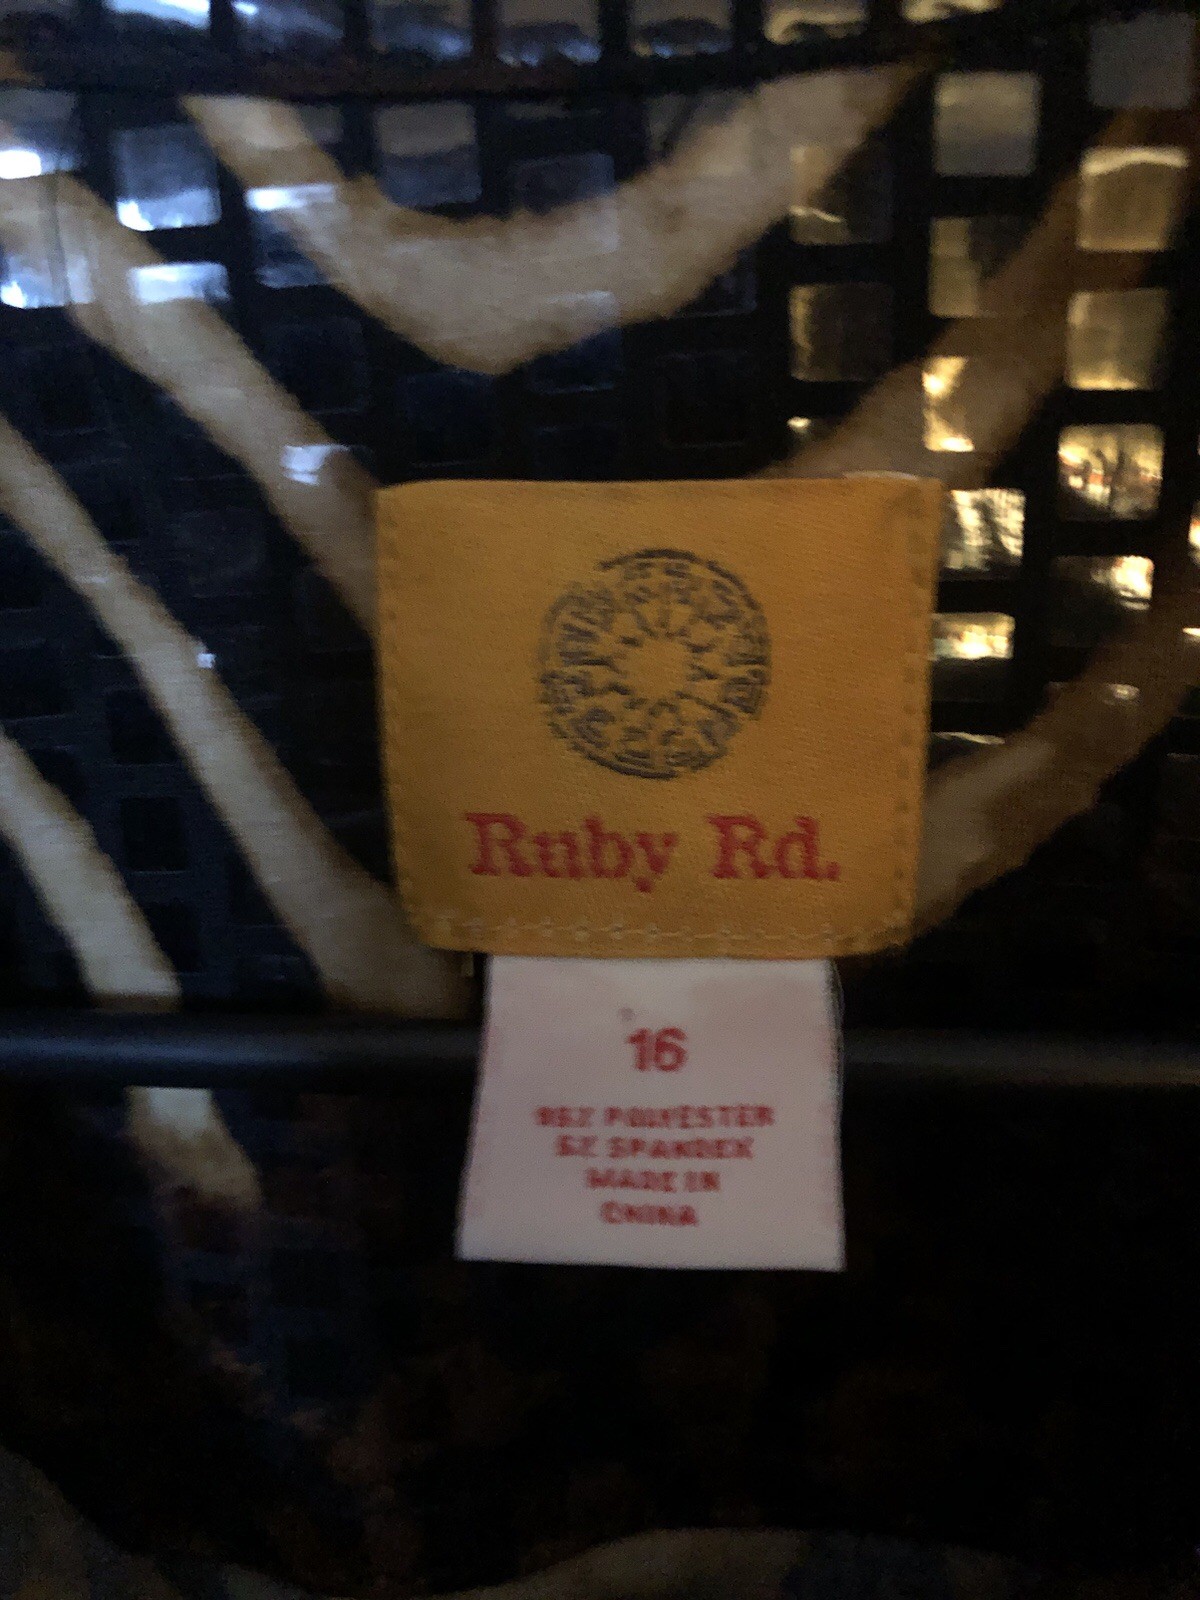 Ruby Rd.
16
95% POLYESTER
5% SPANDEX
MADE IN
CHINA